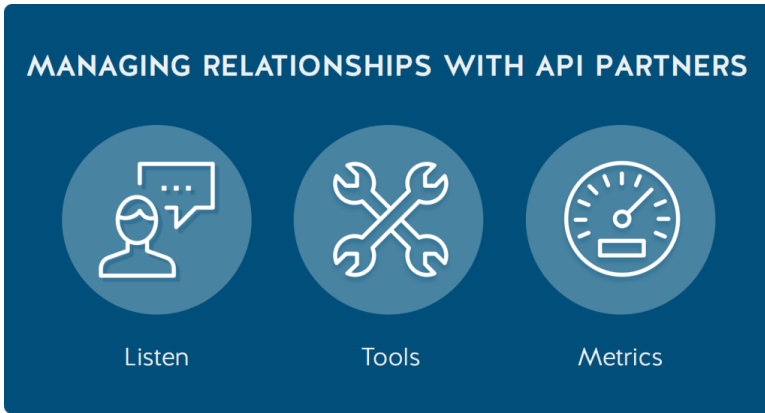 MANAGING RELATIONSHIPS WITH API PARTNERS
Listen
Tools
Metrics